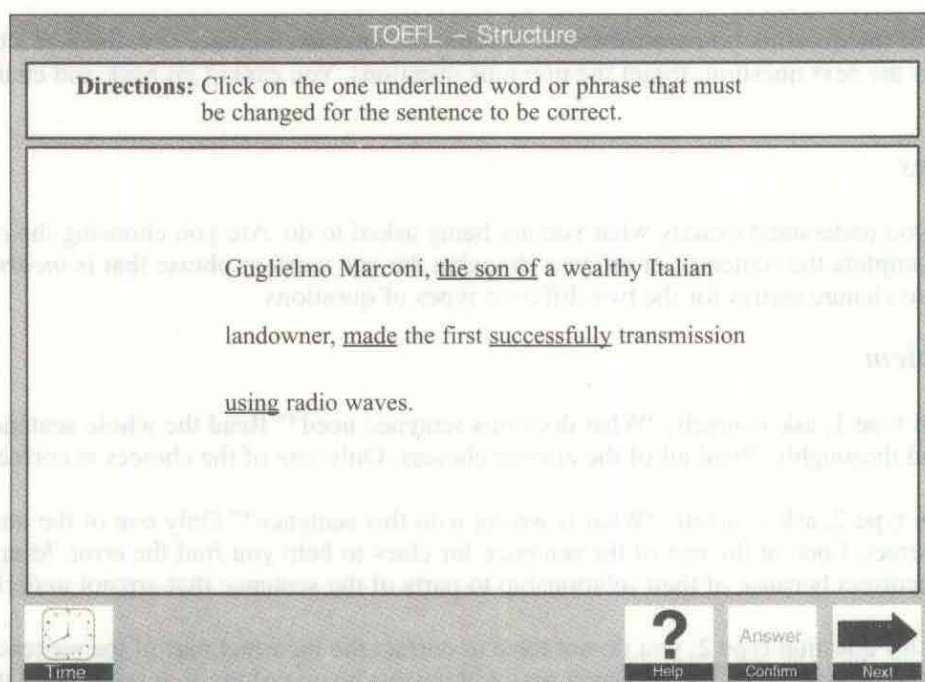 TOEFL – Structure
Directions: Click on the one underlined word or phrase that must
be changed for the sentence to be correct.
Guglielmo Marconi, the son of a wealthy Italian
landowner, made the first successfully transmission
using radio waves.
Time
Help
Answer
Confirm
Next